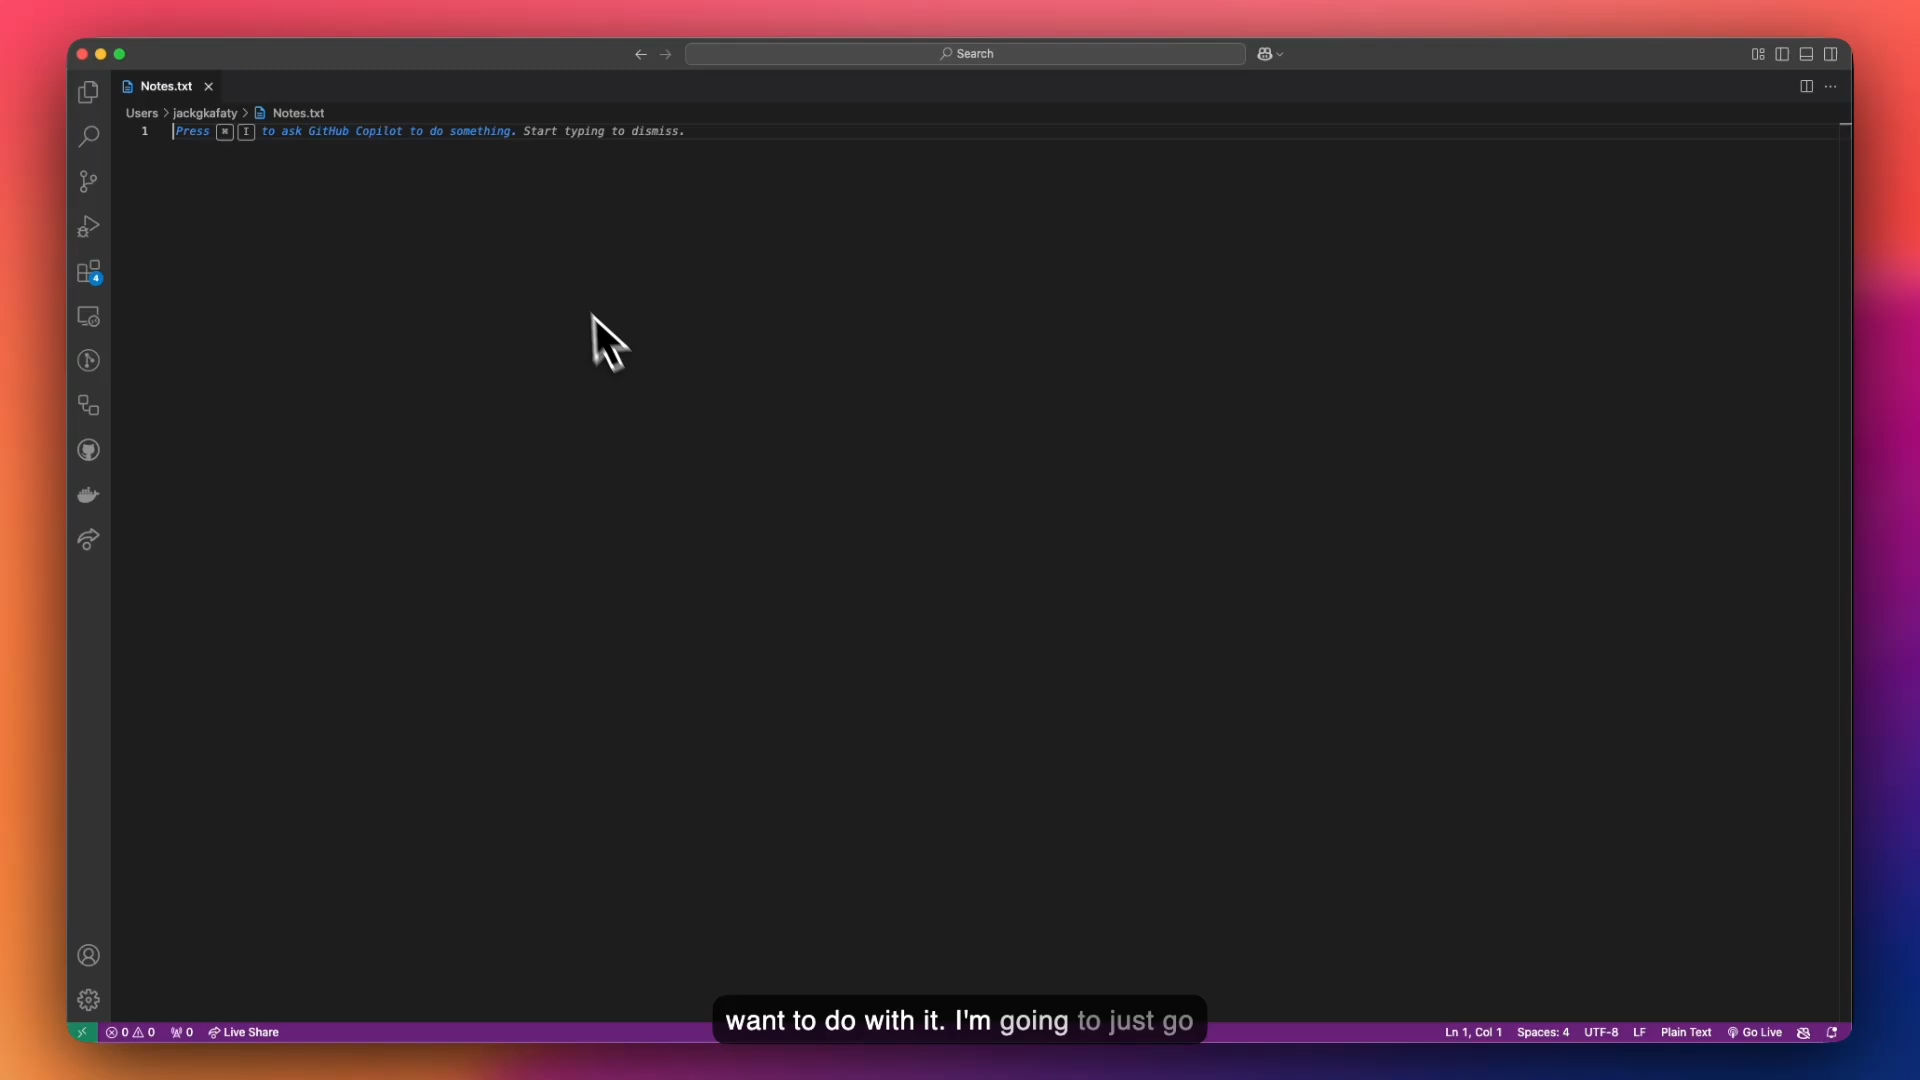 Search
Notes.txt
Users > jackgkafaty > Notes.txt
1 Press ⌘ I to ask GitHub Copilot to do something. Start typing to dismiss.
4
want to do with it. I'm going to just go
0 0 0 Live Share Ln 1, Col 1 Spaces: 4 UTF-8 LF Plain Text Go Live